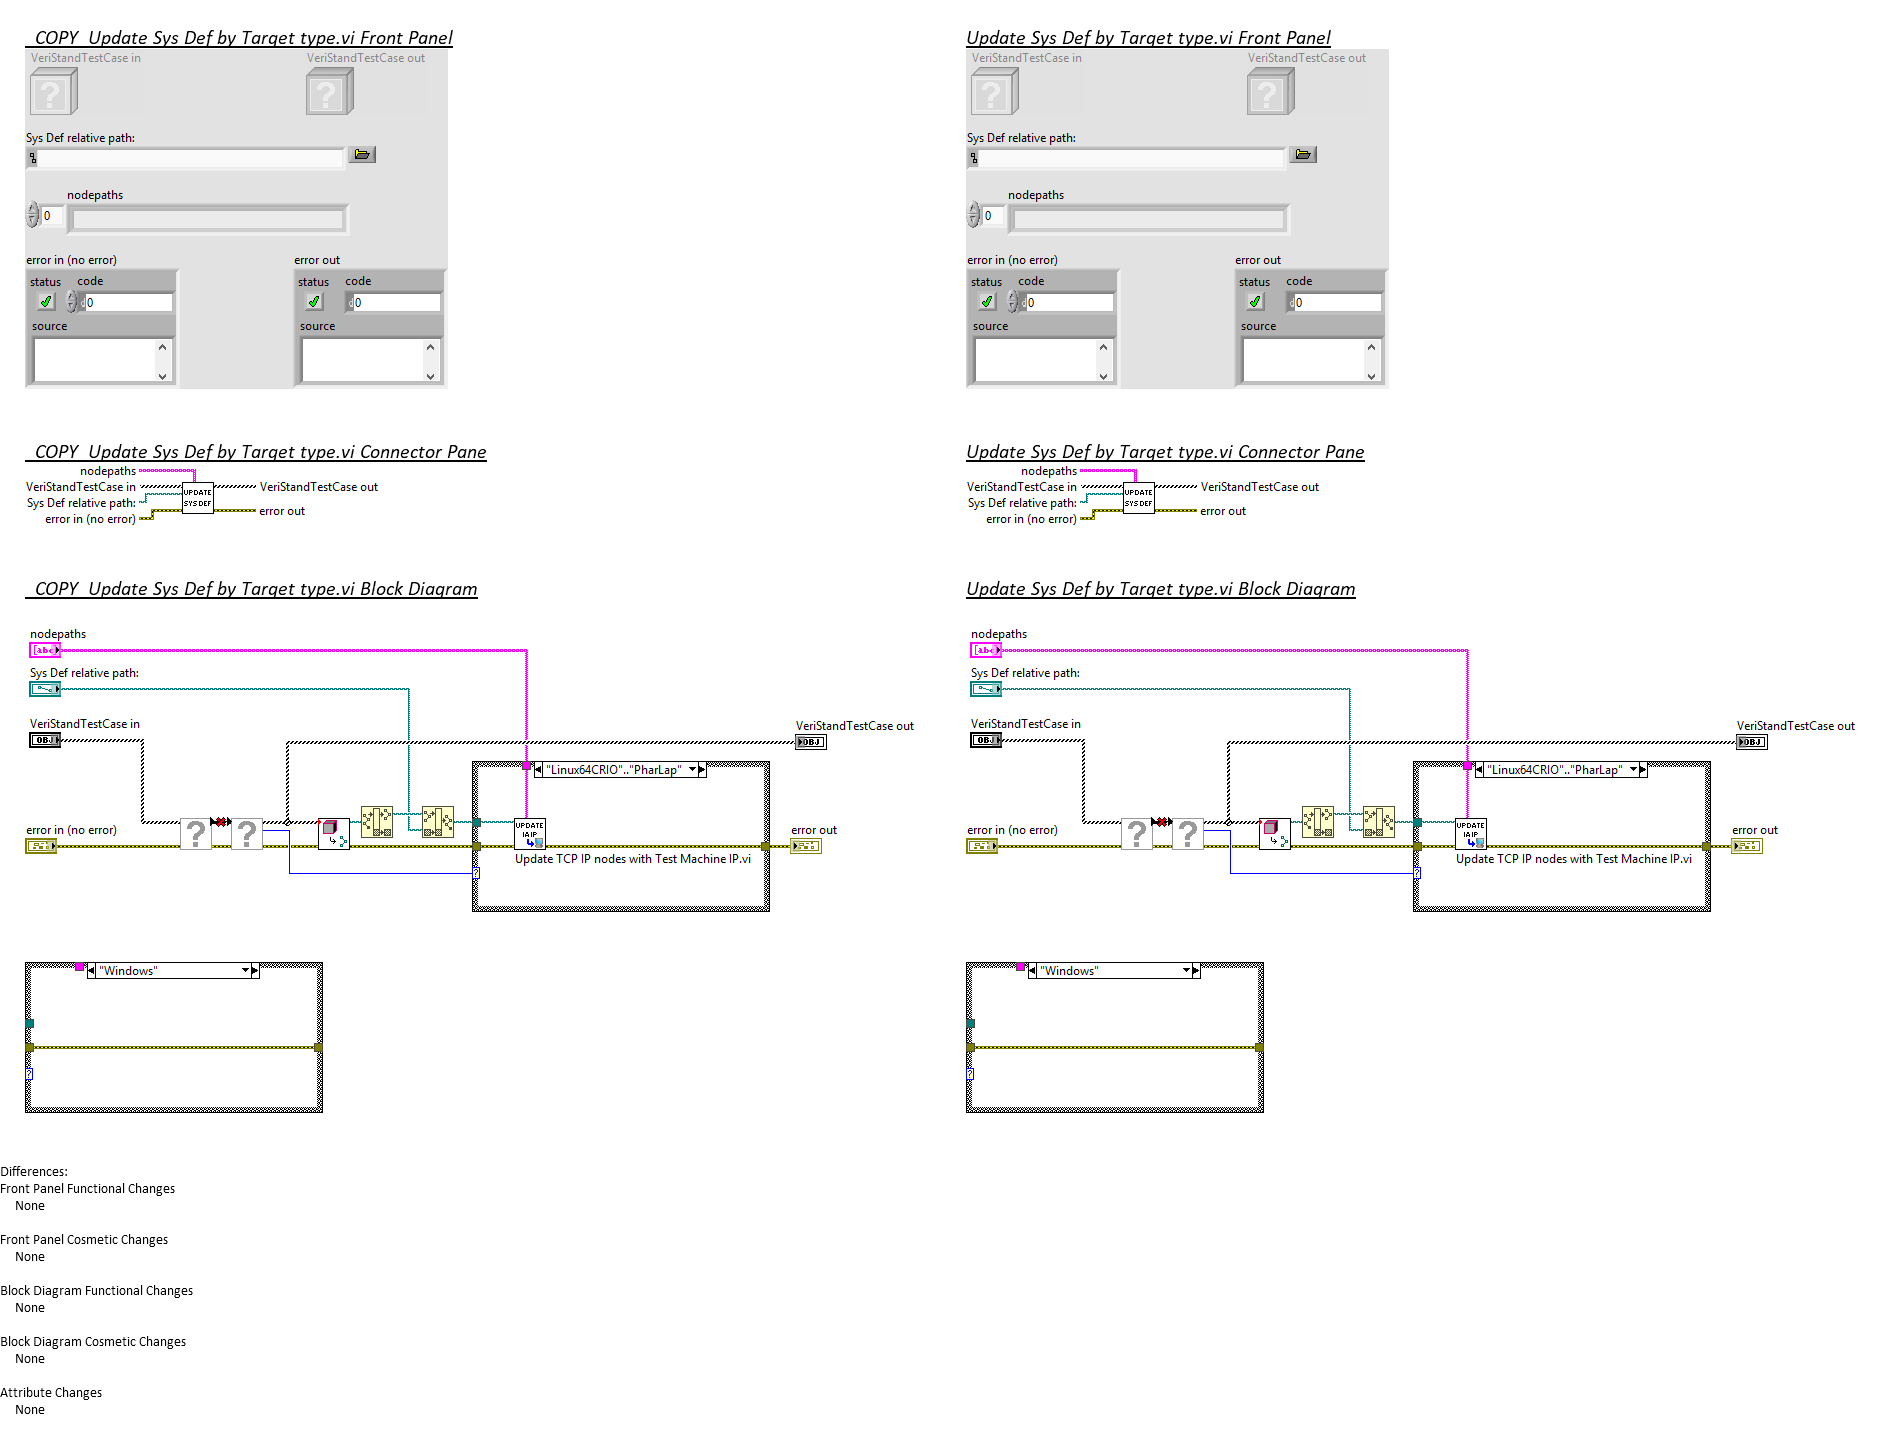 COPY  Update Sys Def by Target type.vi Front Panel
VeriStandTestCase in
VeriStandTestCase out
Sys Def relative path:
nodepaths
0
error in (no error)
error out
status
code
d
0
source
status
code
d
0
source
Update Sys Def by Target type.vi Front Panel
VeriStandTestCase in
VeriStandTestCase out
Sys Def relative path:
nodepaths
0
error in (no error)
error out
status
code
d
0
source
status
code
d
0
source
COPY  Update Sys Def by Target type.vi Connector Pane
nodepaths
VeriStandTestCase in
Sys Def relative path:
error in (no error)
UPDATE
SYS DEF
VeriStandTestCase out
error out
Update Sys Def by Target type.vi Connector Pane
nodepaths
VeriStandTestCase in
Sys Def relative path:
error in (no error)
UPDATE
SYS DEF
VeriStandTestCase out
error out
COPY  Update Sys Def by Target type.vi Block Diagram
nodepaths
abc
Sys Def relative path:
VeriStandTestCase in
OBJ
VeriStandTestCase out
OBJ
"Linux64CRIO".."PharLap"
error in (no error)
? ?
UPDATE
IAIP
Update TCP IP nodes with Test Machine IP.vi
error out
?
"Windows"
?
Update Sys Def by Target type.vi Block Diagram
nodepaths
abc
Sys Def relative path:
VeriStandTestCase in
OBJ
VeriStandTestCase out
OBJ
"Linux64CRIO".."PharLap"
error in (no error)
? ?
UPDATE
IAIP
Update TCP IP nodes with Test Machine IP.vi
error out
?
"Windows"
?
Differences:
Front Panel Functional Changes
None
Front Panel Cosmetic Changes
None
Block Diagram Functional Changes
None
Block Diagram Cosmetic Changes
None
Attribute Changes
None